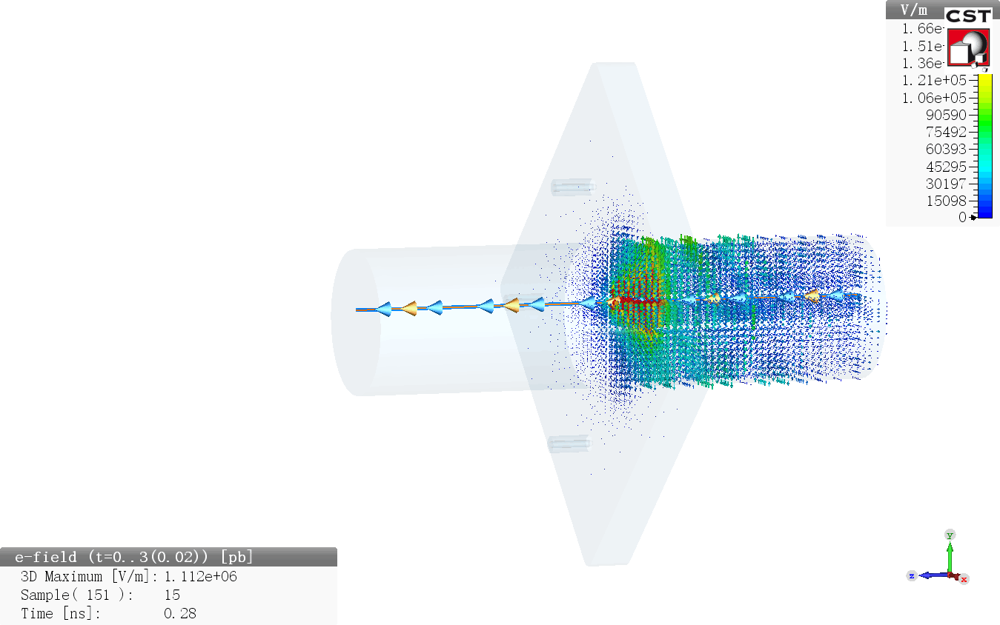 V/m
CST
1.66e
1.51e
1.36e
1.21e+05
1.06e+05
90590
75492
60393
45295
30197
15098
0
y
z
x
e-field (t=0..3(0.02)) [pb]
3D Maximum [V/m]: 1.112e+06
Sample( 151 ): 15
Time [ns]: 0.28